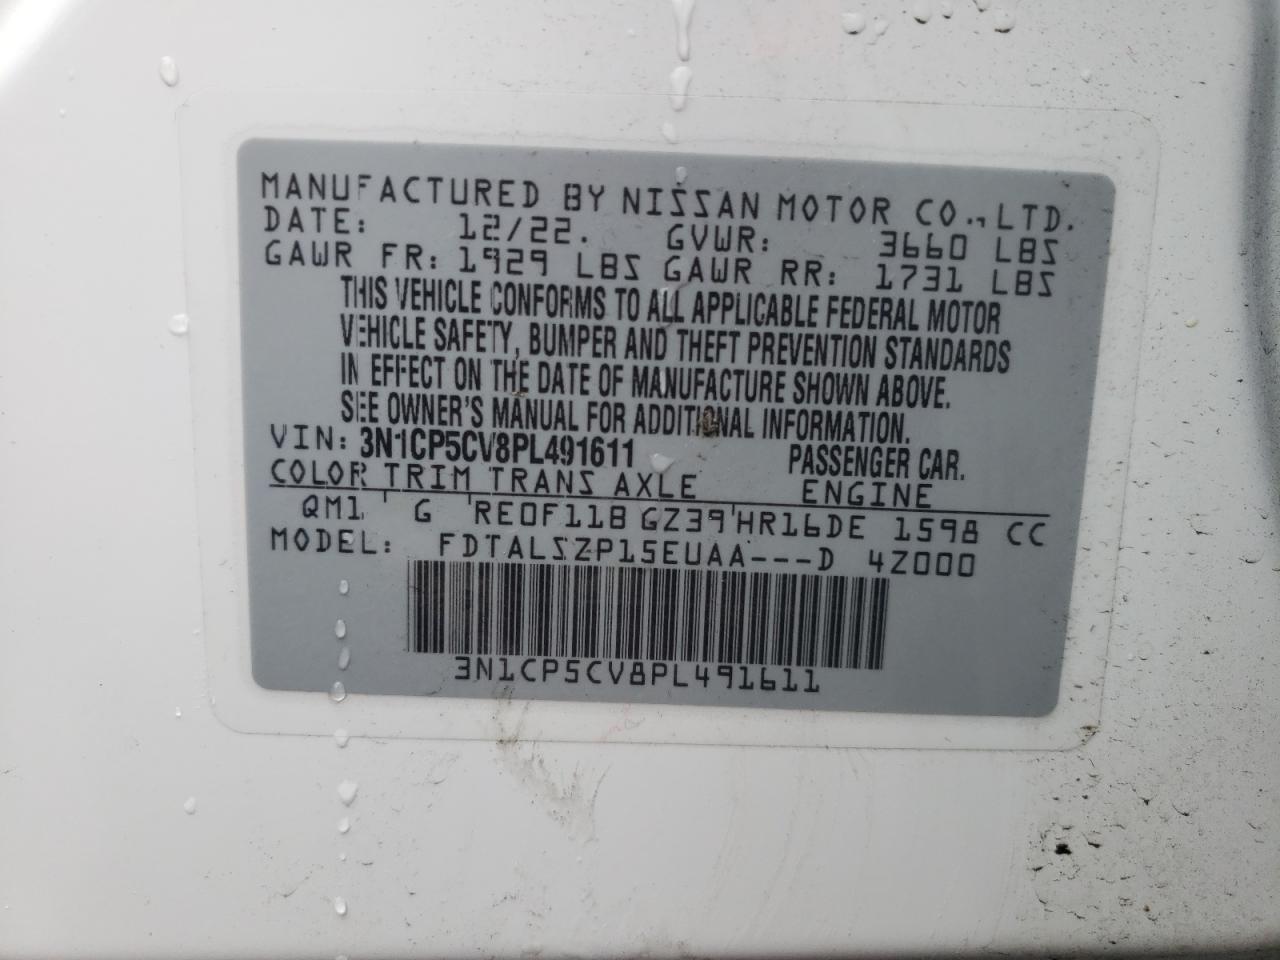 MANUFACTURED BY NISSAN MOTOR CO., LTD.
DATE: 12/22. GVWR: 3660 LBS
GAWR FR: 1929 LBS GAWR RR: 1731 LBS
THIS VEHICLE CONFORMS TO ALL APPLICABLE FEDERAL MOTOR
VEHICLE SAFETY, BUMPER AND THEFT PREVENTION STANDARDS
IN EFFECT ON THE DATE OF MANUFACTURE SHOWN ABOVE.
SEE OWNER'S MANUAL FOR ADDITIONAL INFORMATION.
VIN: 3N1CP5CV8PL491611 PASSENGER CAR.
COLOR TRIM TRANS AXLE ENGINE
QM1 ' G ' RE0F11B GZ39'HR16DE 1598 CC
MODEL: FDTALSZP15EUAA---D 4Z000
3N1CP5CV8PL491611